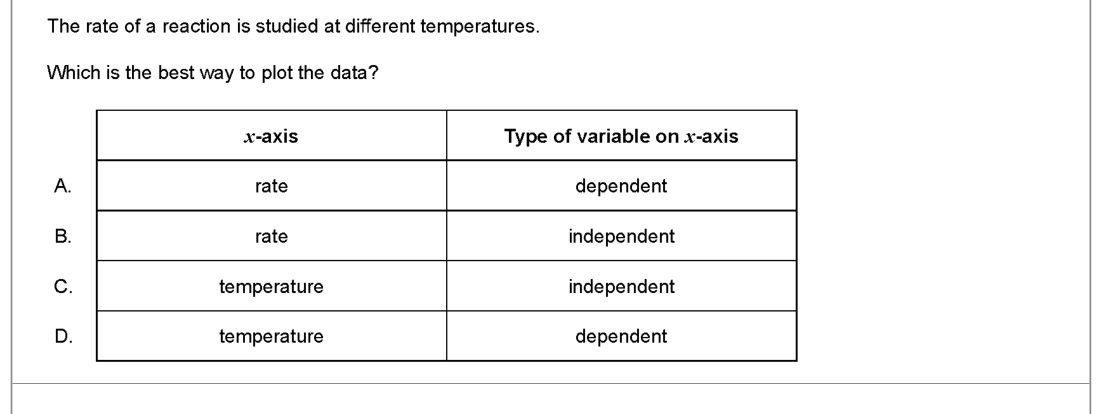 The rate of a reaction is studied at different temperatures.
Which is the best way to plot the data?
x-axis Type of variable on x-axis
A. rate dependent
B. rate independent
C. temperature independent
D. temperature dependent